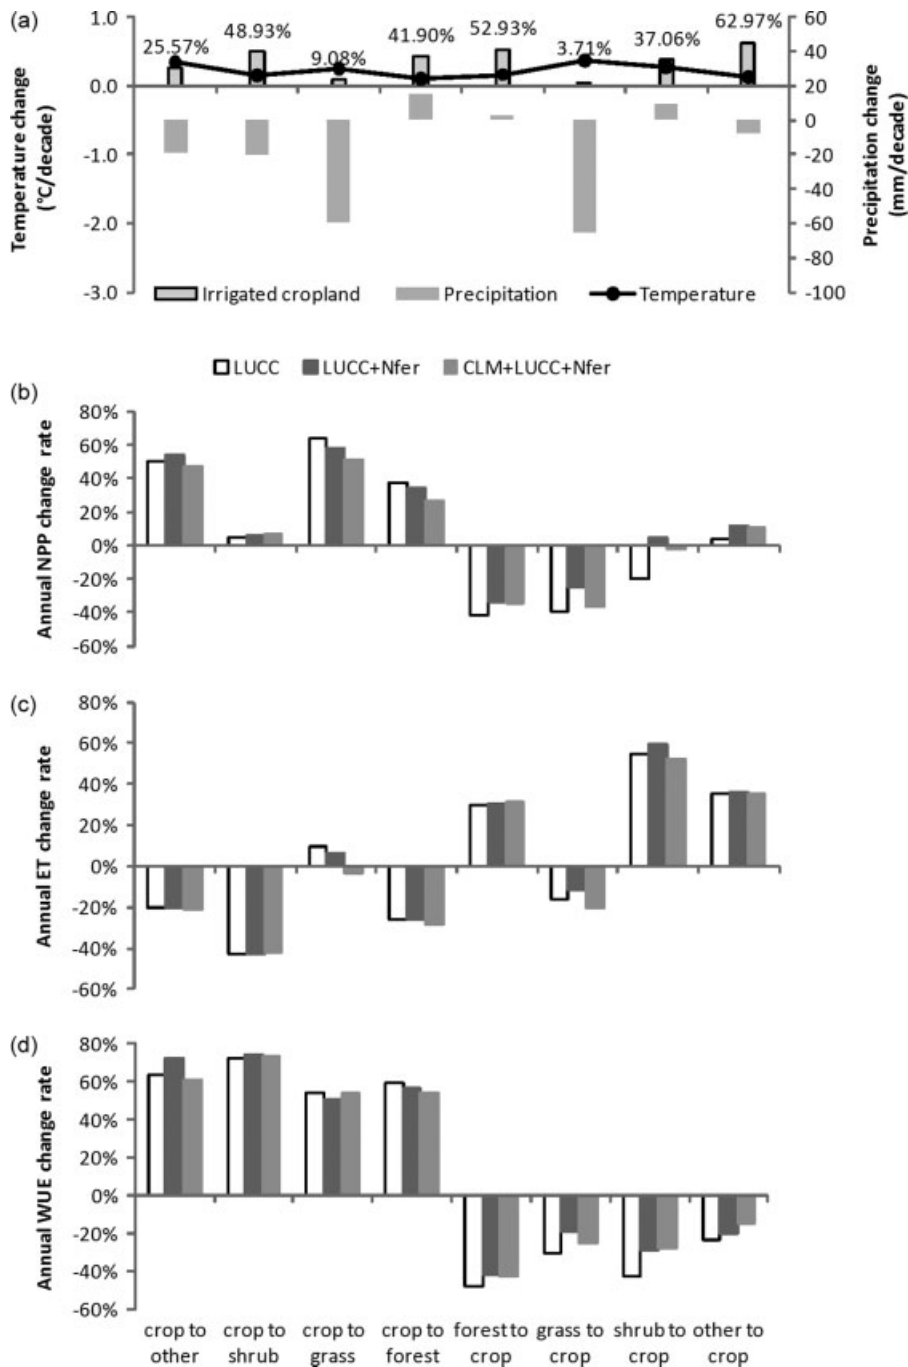 (a)
1.0
0.0
-1.0
-2.0
-3.0
Temperature change
(°C/decade)
25.57%
48.93%
9.08%
41.90%
52.93%
3.71%
37.06%
62.97%
60
40
20
0
-20
-40
-60
-80
-100
Precipitation change
(mm/decade)
Irrigated cropland Precipitation Temperature
LUCC LUCC+Nfer CLM+LUCC+Nfer
(b)
Annual NPP change rate
80%
60%
40%
20%
0%
-20%
-40%
-60%
(c)
Annual ET change rate
80%
60%
40%
20%
0%
-20%
-40%
-60%
(d)
Annual WUE change rate
80%
60%
40%
20%
0%
-20%
-40%
-60%
crop to other
crop to shrub
crop to grass
crop to forest
forest to crop
grass to crop
shrub to crop
other to crop